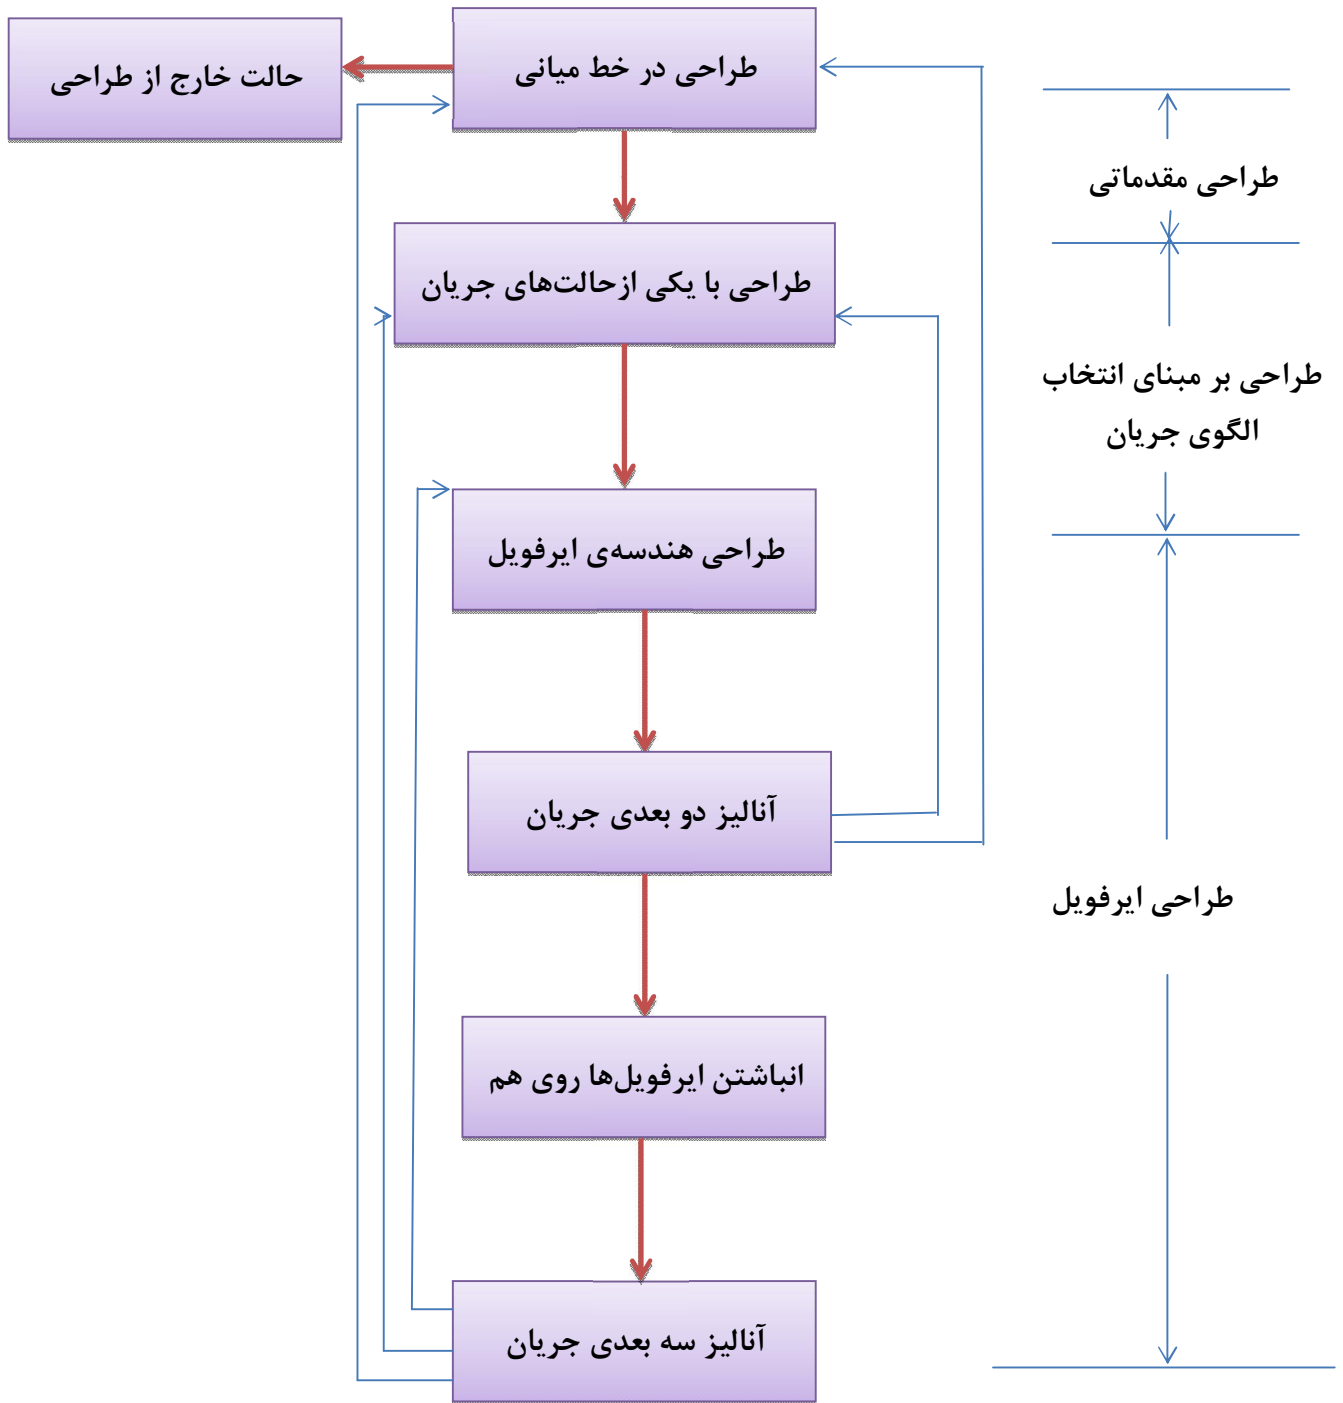 طراحی در خط میانی
حالت خارج از طراحی
طراحی مقدماتی
طراحی با یکی ازحالت‌های جریان
طراحی بر مبنای انتخاب
الگوی جریان
طراحی هندسه‌ی ایرفویل
آنالیز دو بعدی جریان
طراحی ایرفویل
انباشتن ایرفویل‌ها روی هم
آنالیز سه بعدی جریان